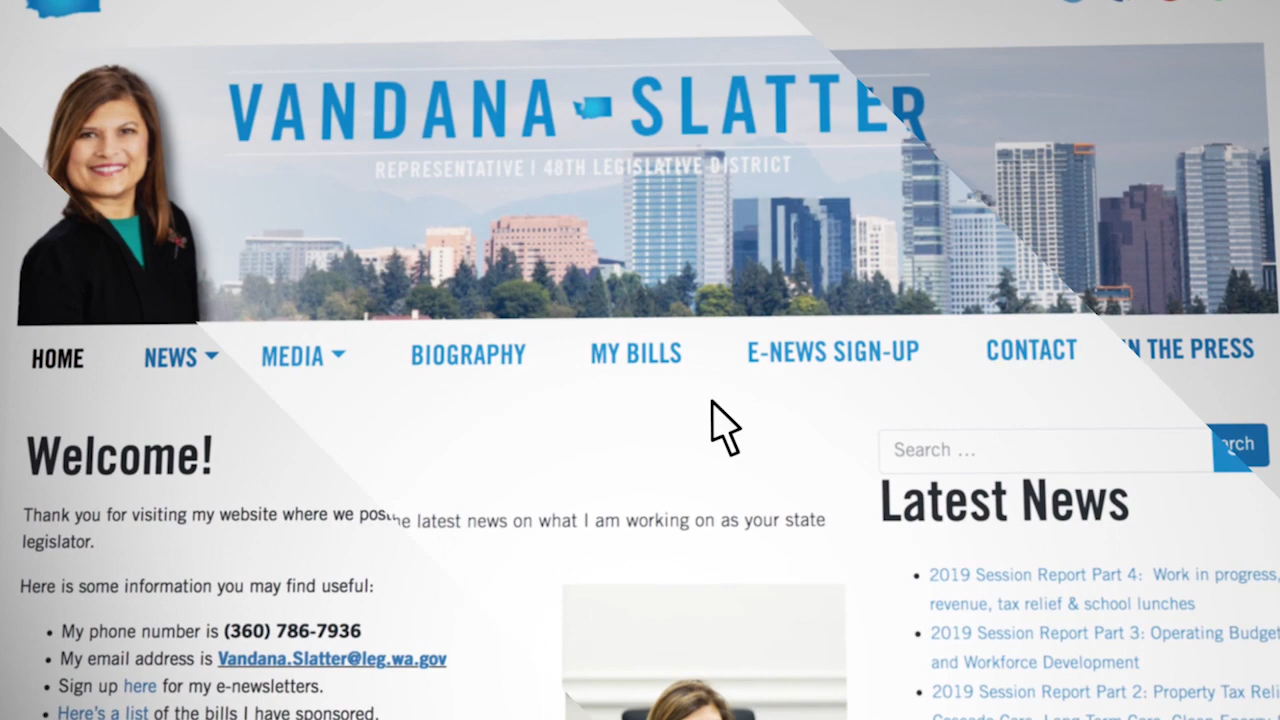 VANDANA SLATTER
REPRESENTATIVE | 48TH LEGISLATIVE DISTRICT
HOME NEWS MEDIA BIOGRAPHY MY BILLS E-NEWS SIGN-UP CONTACT IN THE PRESS
Welcome!
Search ...
Latest News
Thank you for visiting my website where we post the latest news on what I am working on as your state
legislator.
Here is some information you may find useful:
• My phone number is (360) 786-7936
• My email address is Vandana.Slatter@leg.wa.gov
• Sign up here for my e-newsletters.
• Here's a list of the bills I have sponsored.
• 2019 Session Report Part 4: Work in progress,
revenue, tax relief & school lunches
• 2019 Session Report Part 3: Operating Budget
and Workforce Development
• 2019 Session Report Part 2: Property Tax Reli